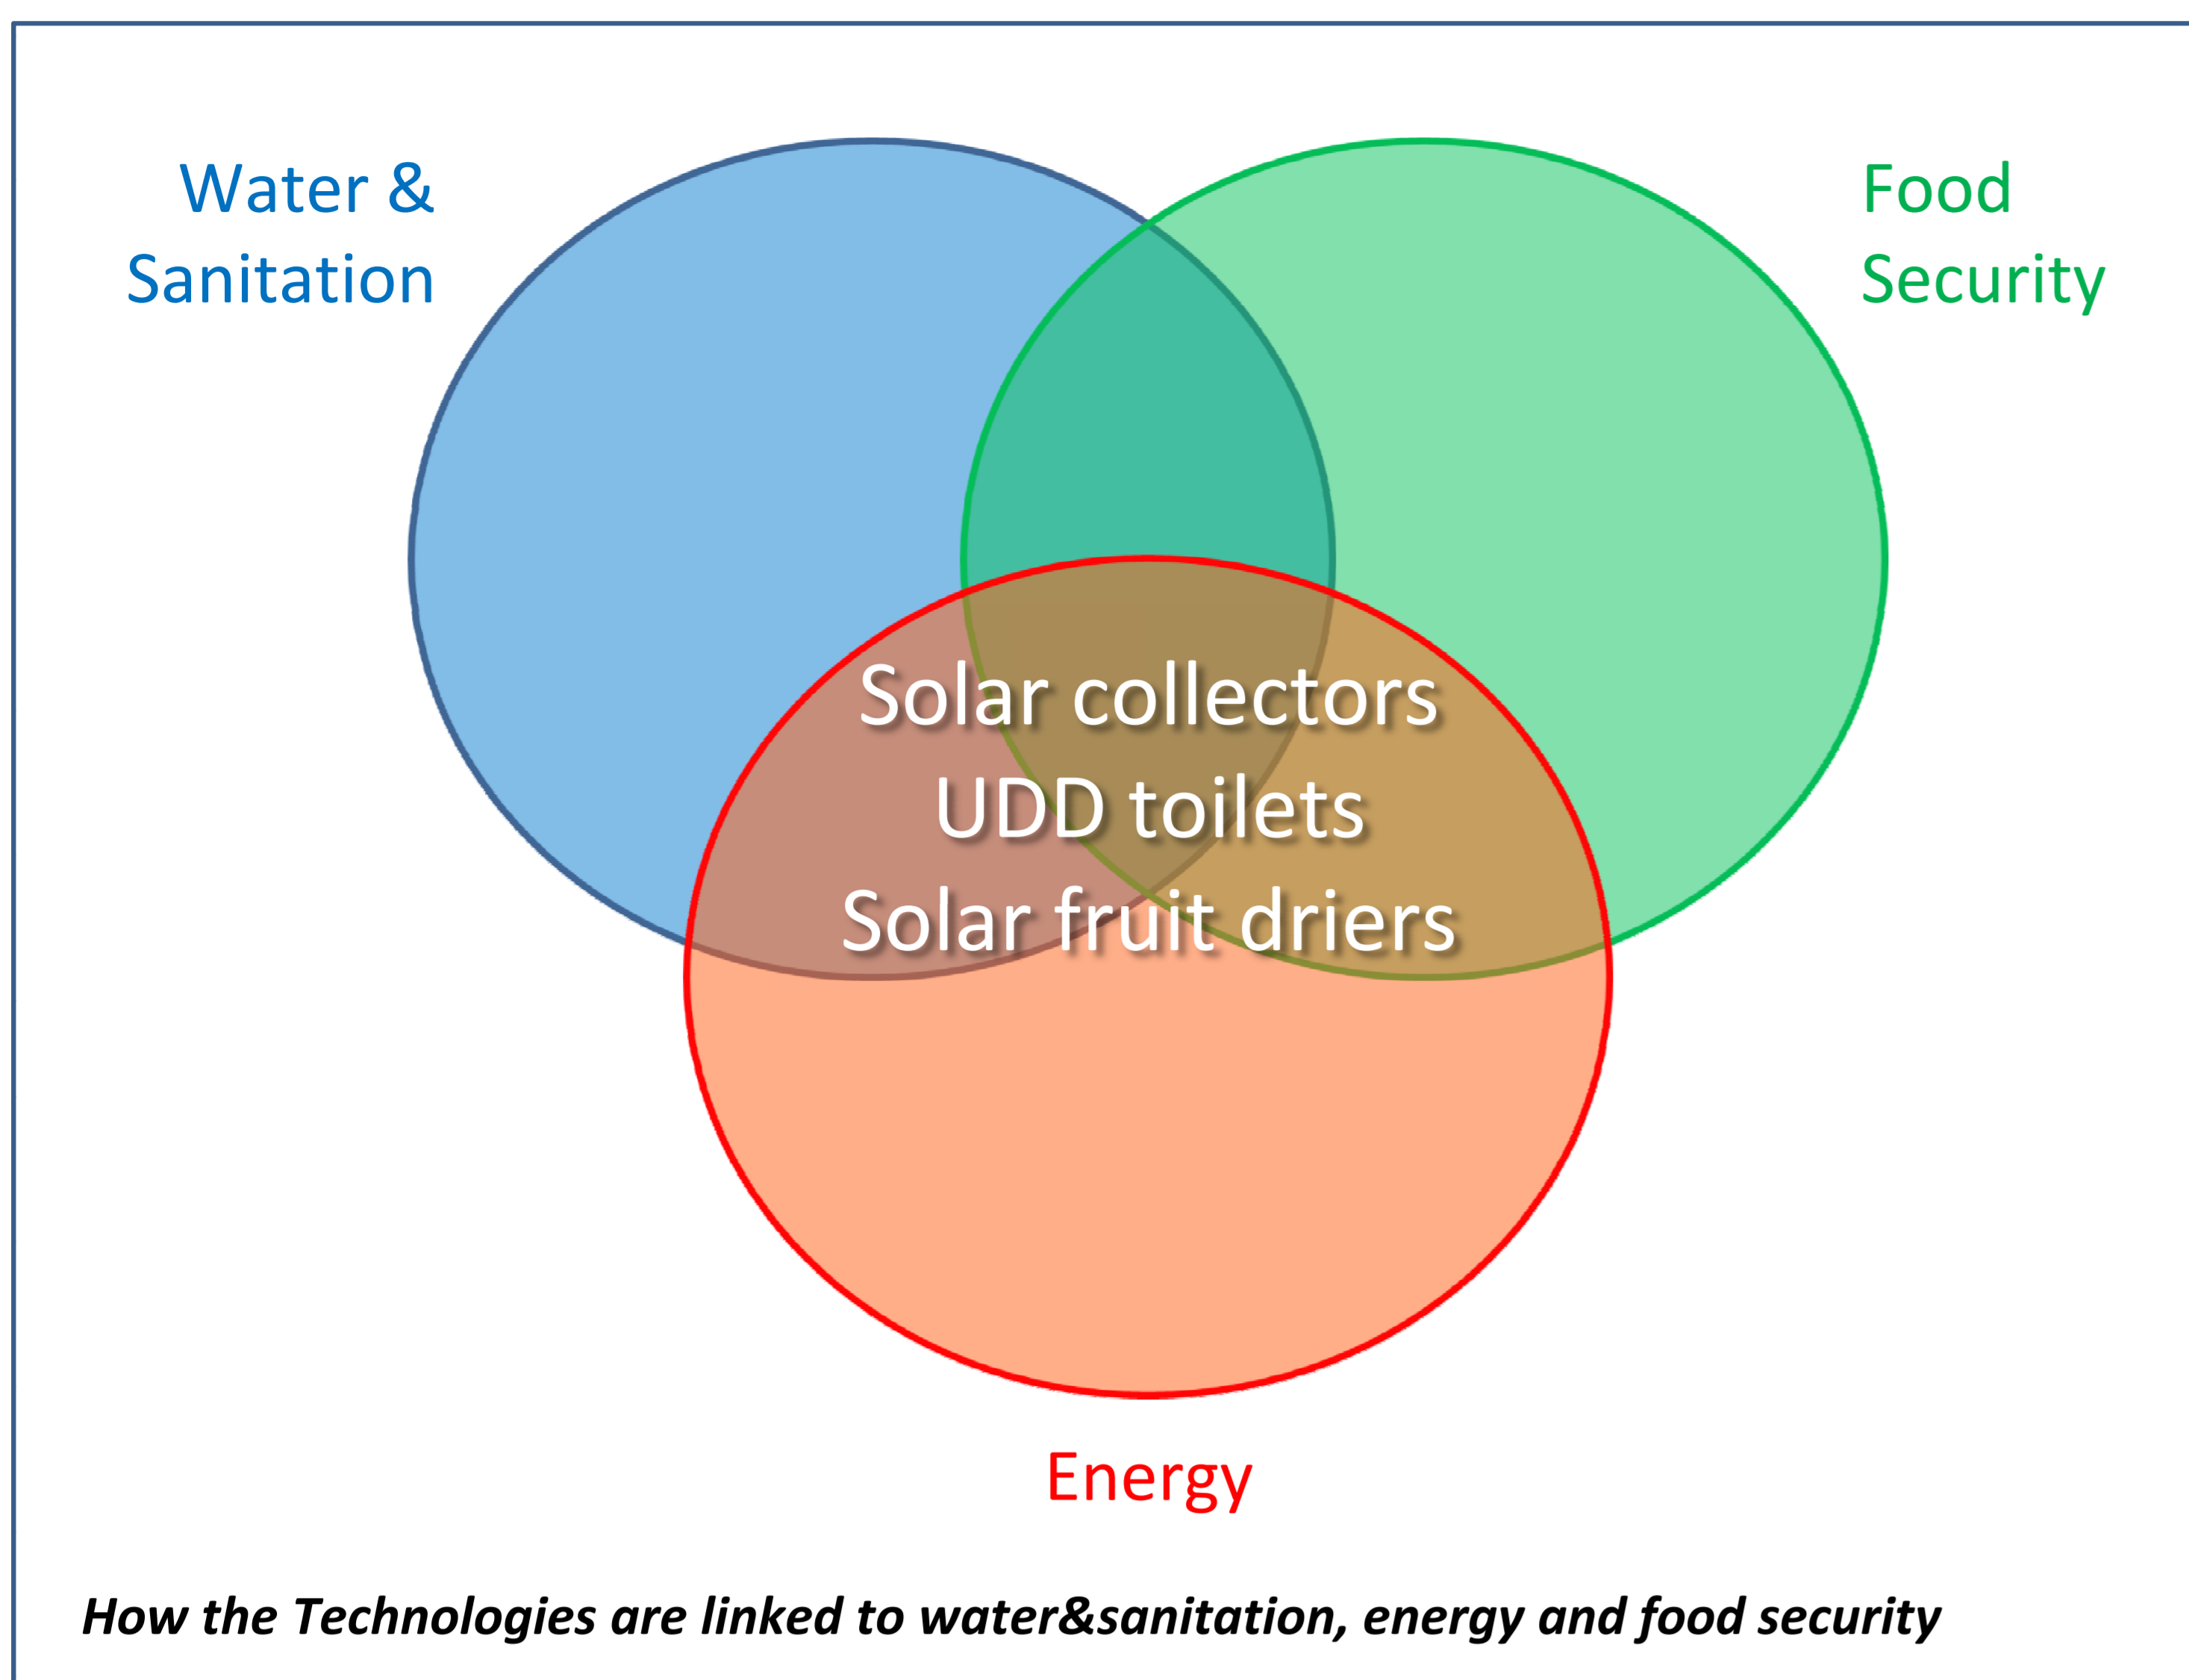 Water &
Sanitation
Food
Security
Solar collectors
UDD toilets
Solar fruit driers
Energy
How the Technologies are linked to water&sanitation, energy and food security